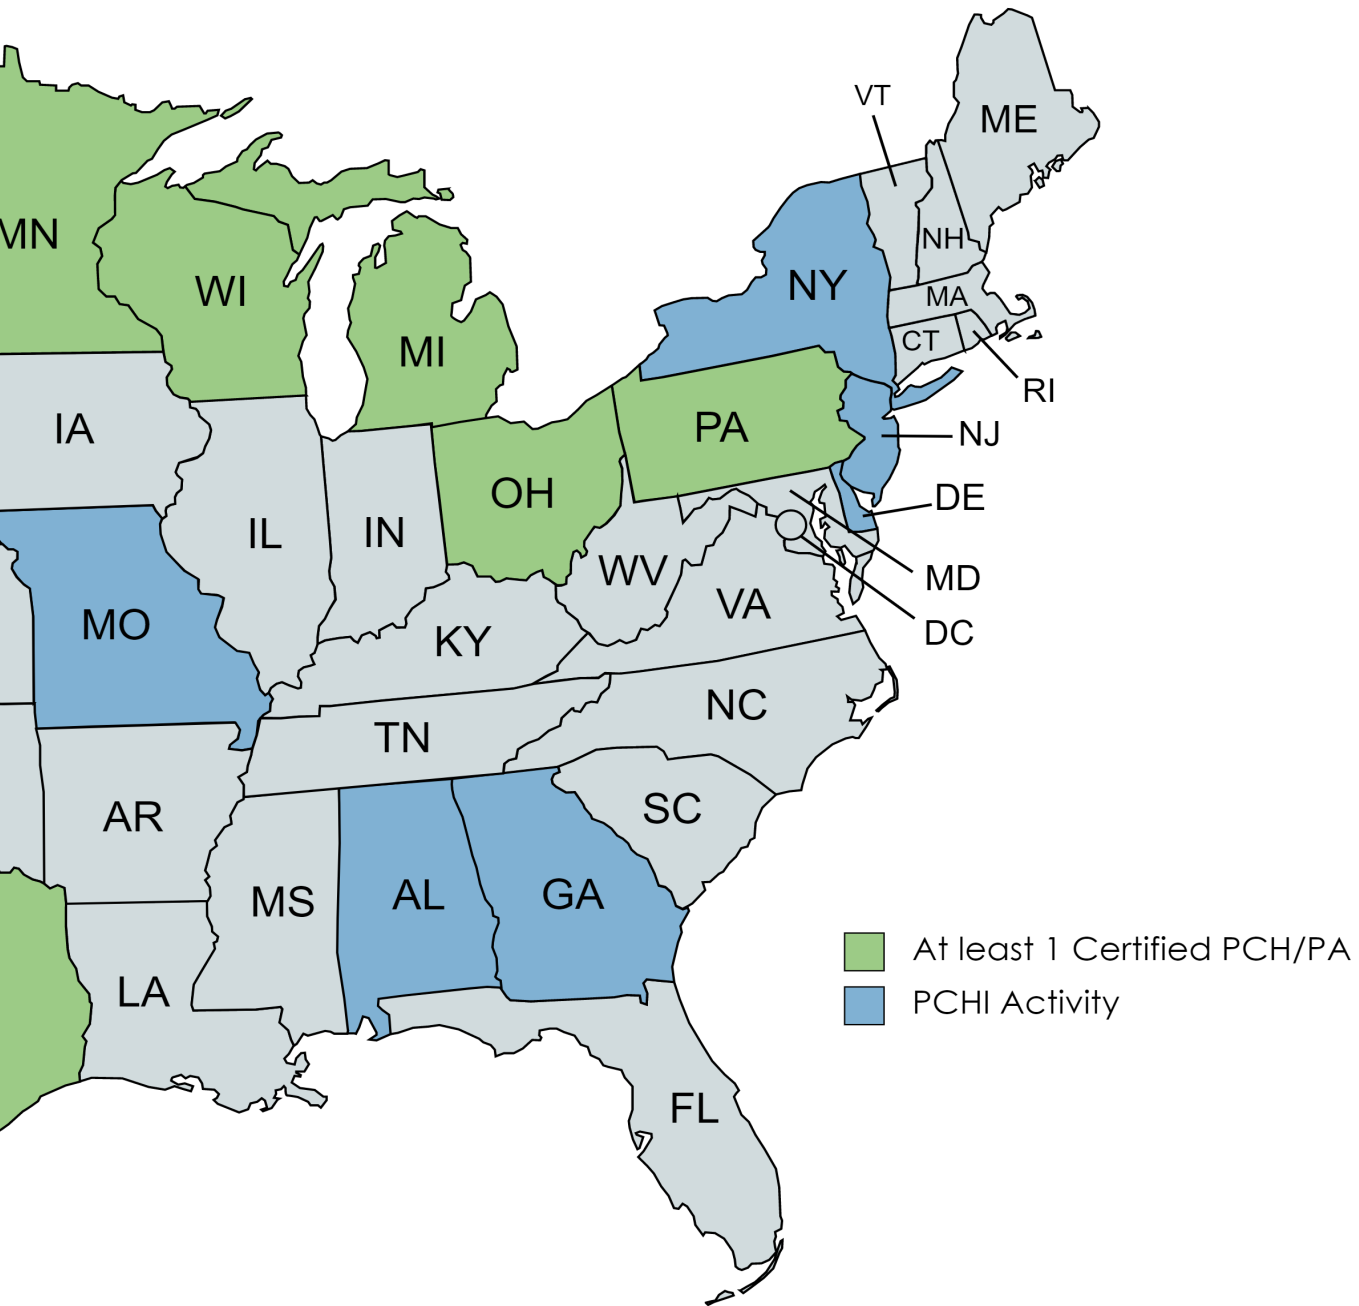 VT
ME
MN
NH
WI
NY
MA
CT
MI
RI
IA
PA
NJ
OH
DE
IL
IN
WV
MD
MO
VA
DC
KY
NC
TN
SC
AR
AL
GA
MS
At least 1 Certified PCH/PA
LA
PCHI Activity
FL